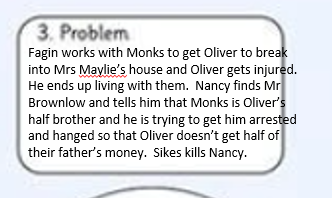 3. Problem
Fagin works with Monks to get Oliver to break
into Mrs Maylie's house and Oliver gets injured.
He ends up living with them.  Nancy finds Mr
Brownlow and tells him that Monks is Oliver's
half brother and he is trying to get him arrested
and hanged so that Oliver doesn't get half of
their father's money.  Sikes kills Nancy.